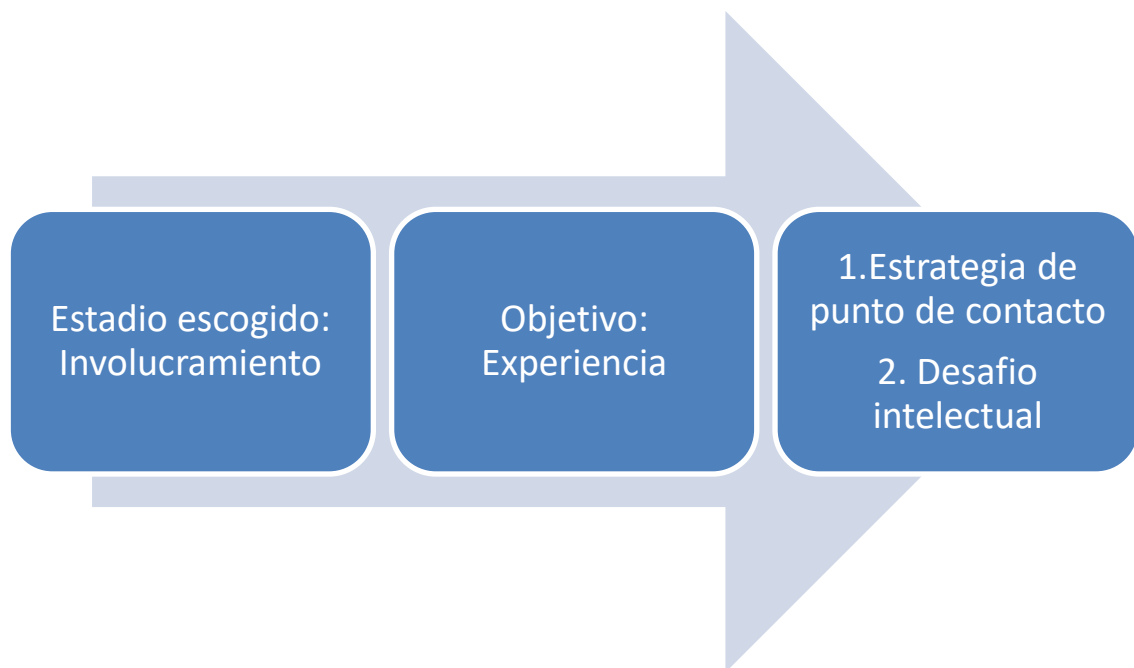 Estadio escogido:
Involucramiento
Objetivo:
Experiencia
1.Estrategia de
punto de contacto
2. Desafio
intelectual